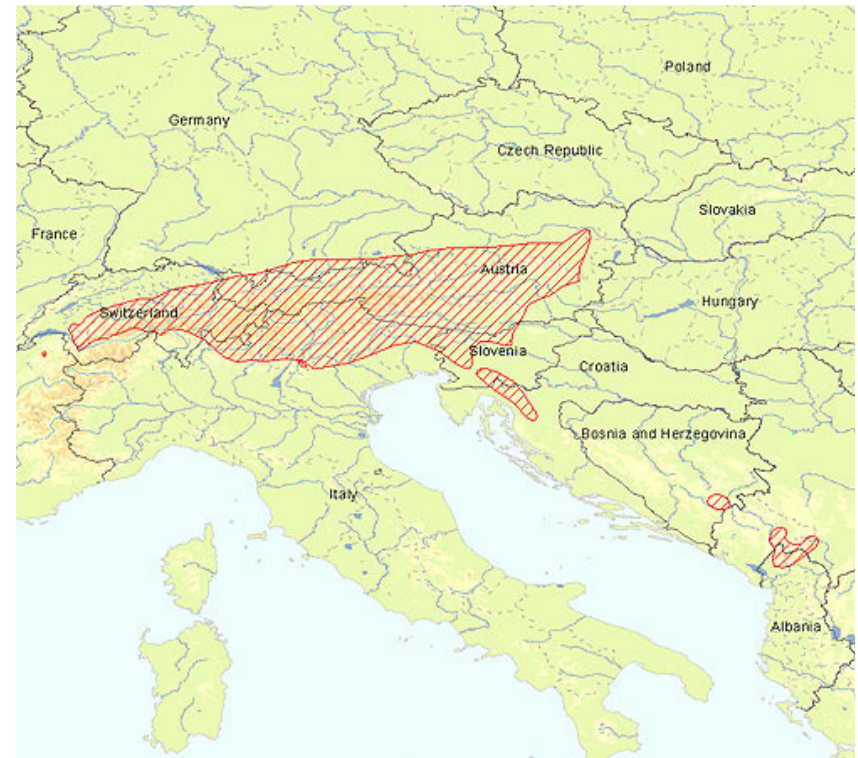 Poland
Germany
Czech Republic
Slovakia
France
Austria
Hungary
Switzerland
Slovenia
Croatia
Bosnia and Herzegovina
Italy
Albania